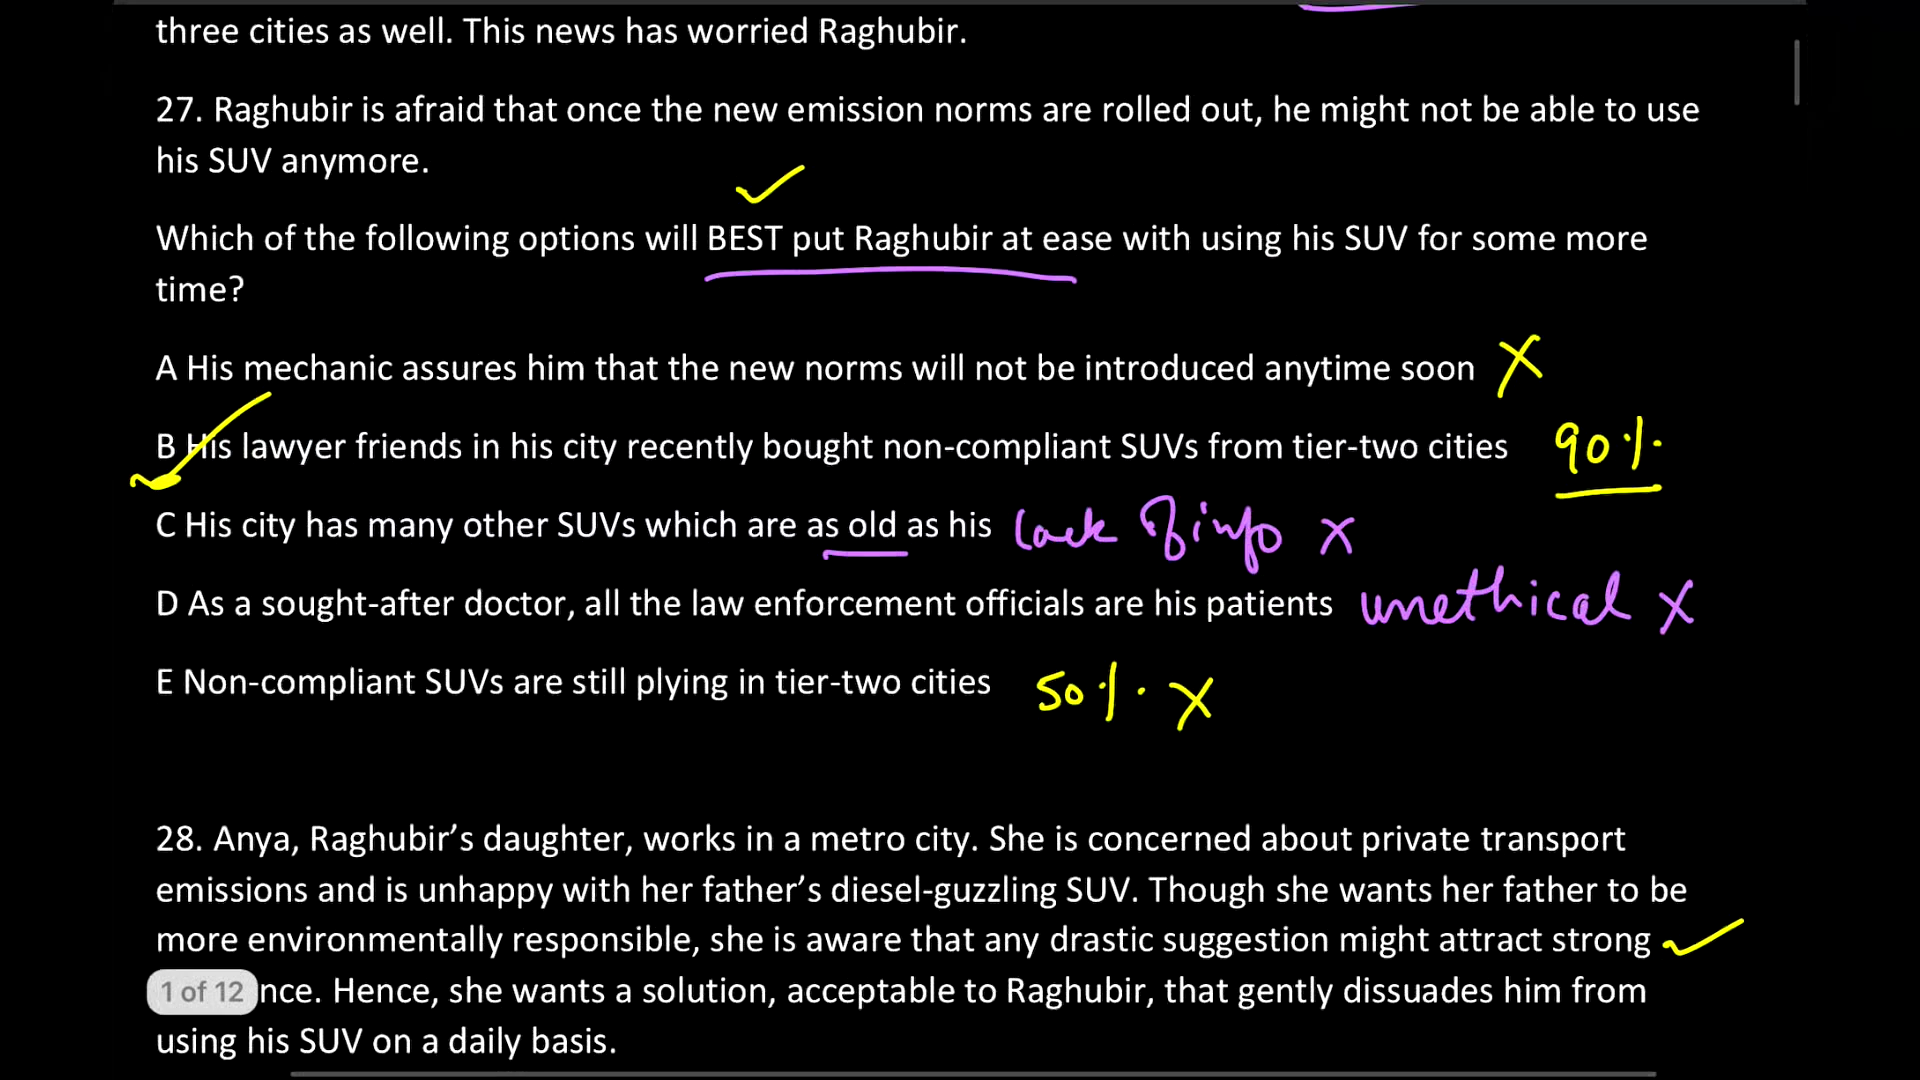 three cities as well. This news has worried Raghubir.
27. Raghubir is afraid that once the new emission norms are rolled out, he might not be able to use
his SUV anymore.
Which of the following options will BEST put Raghubir at ease with using his SUV for some more
time?
A His mechanic assures him that the new norms will not be introduced anytime soon X
B His lawyer friends in his city recently bought non-compliant SUVs from tier-two cities 90%
C His city has many other SUVs which are as old as his lack of info X
D As a sought-after doctor, all the law enforcement officials are his patients unethical X
E Non-compliant SUVs are still plying in tier-two cities 50% X
28. Anya, Raghubir’s daughter, works in a metro city. She is concerned about private transport
emissions and is unhappy with her father’s diesel-guzzling SUV. Though she wants her father to be
more environmentally responsible, she is aware that any drastic suggestion might attract strong
1 of 12 nce. Hence, she wants a solution, acceptable to Raghubir, that gently dissuades him from
using his SUV on a daily basis.